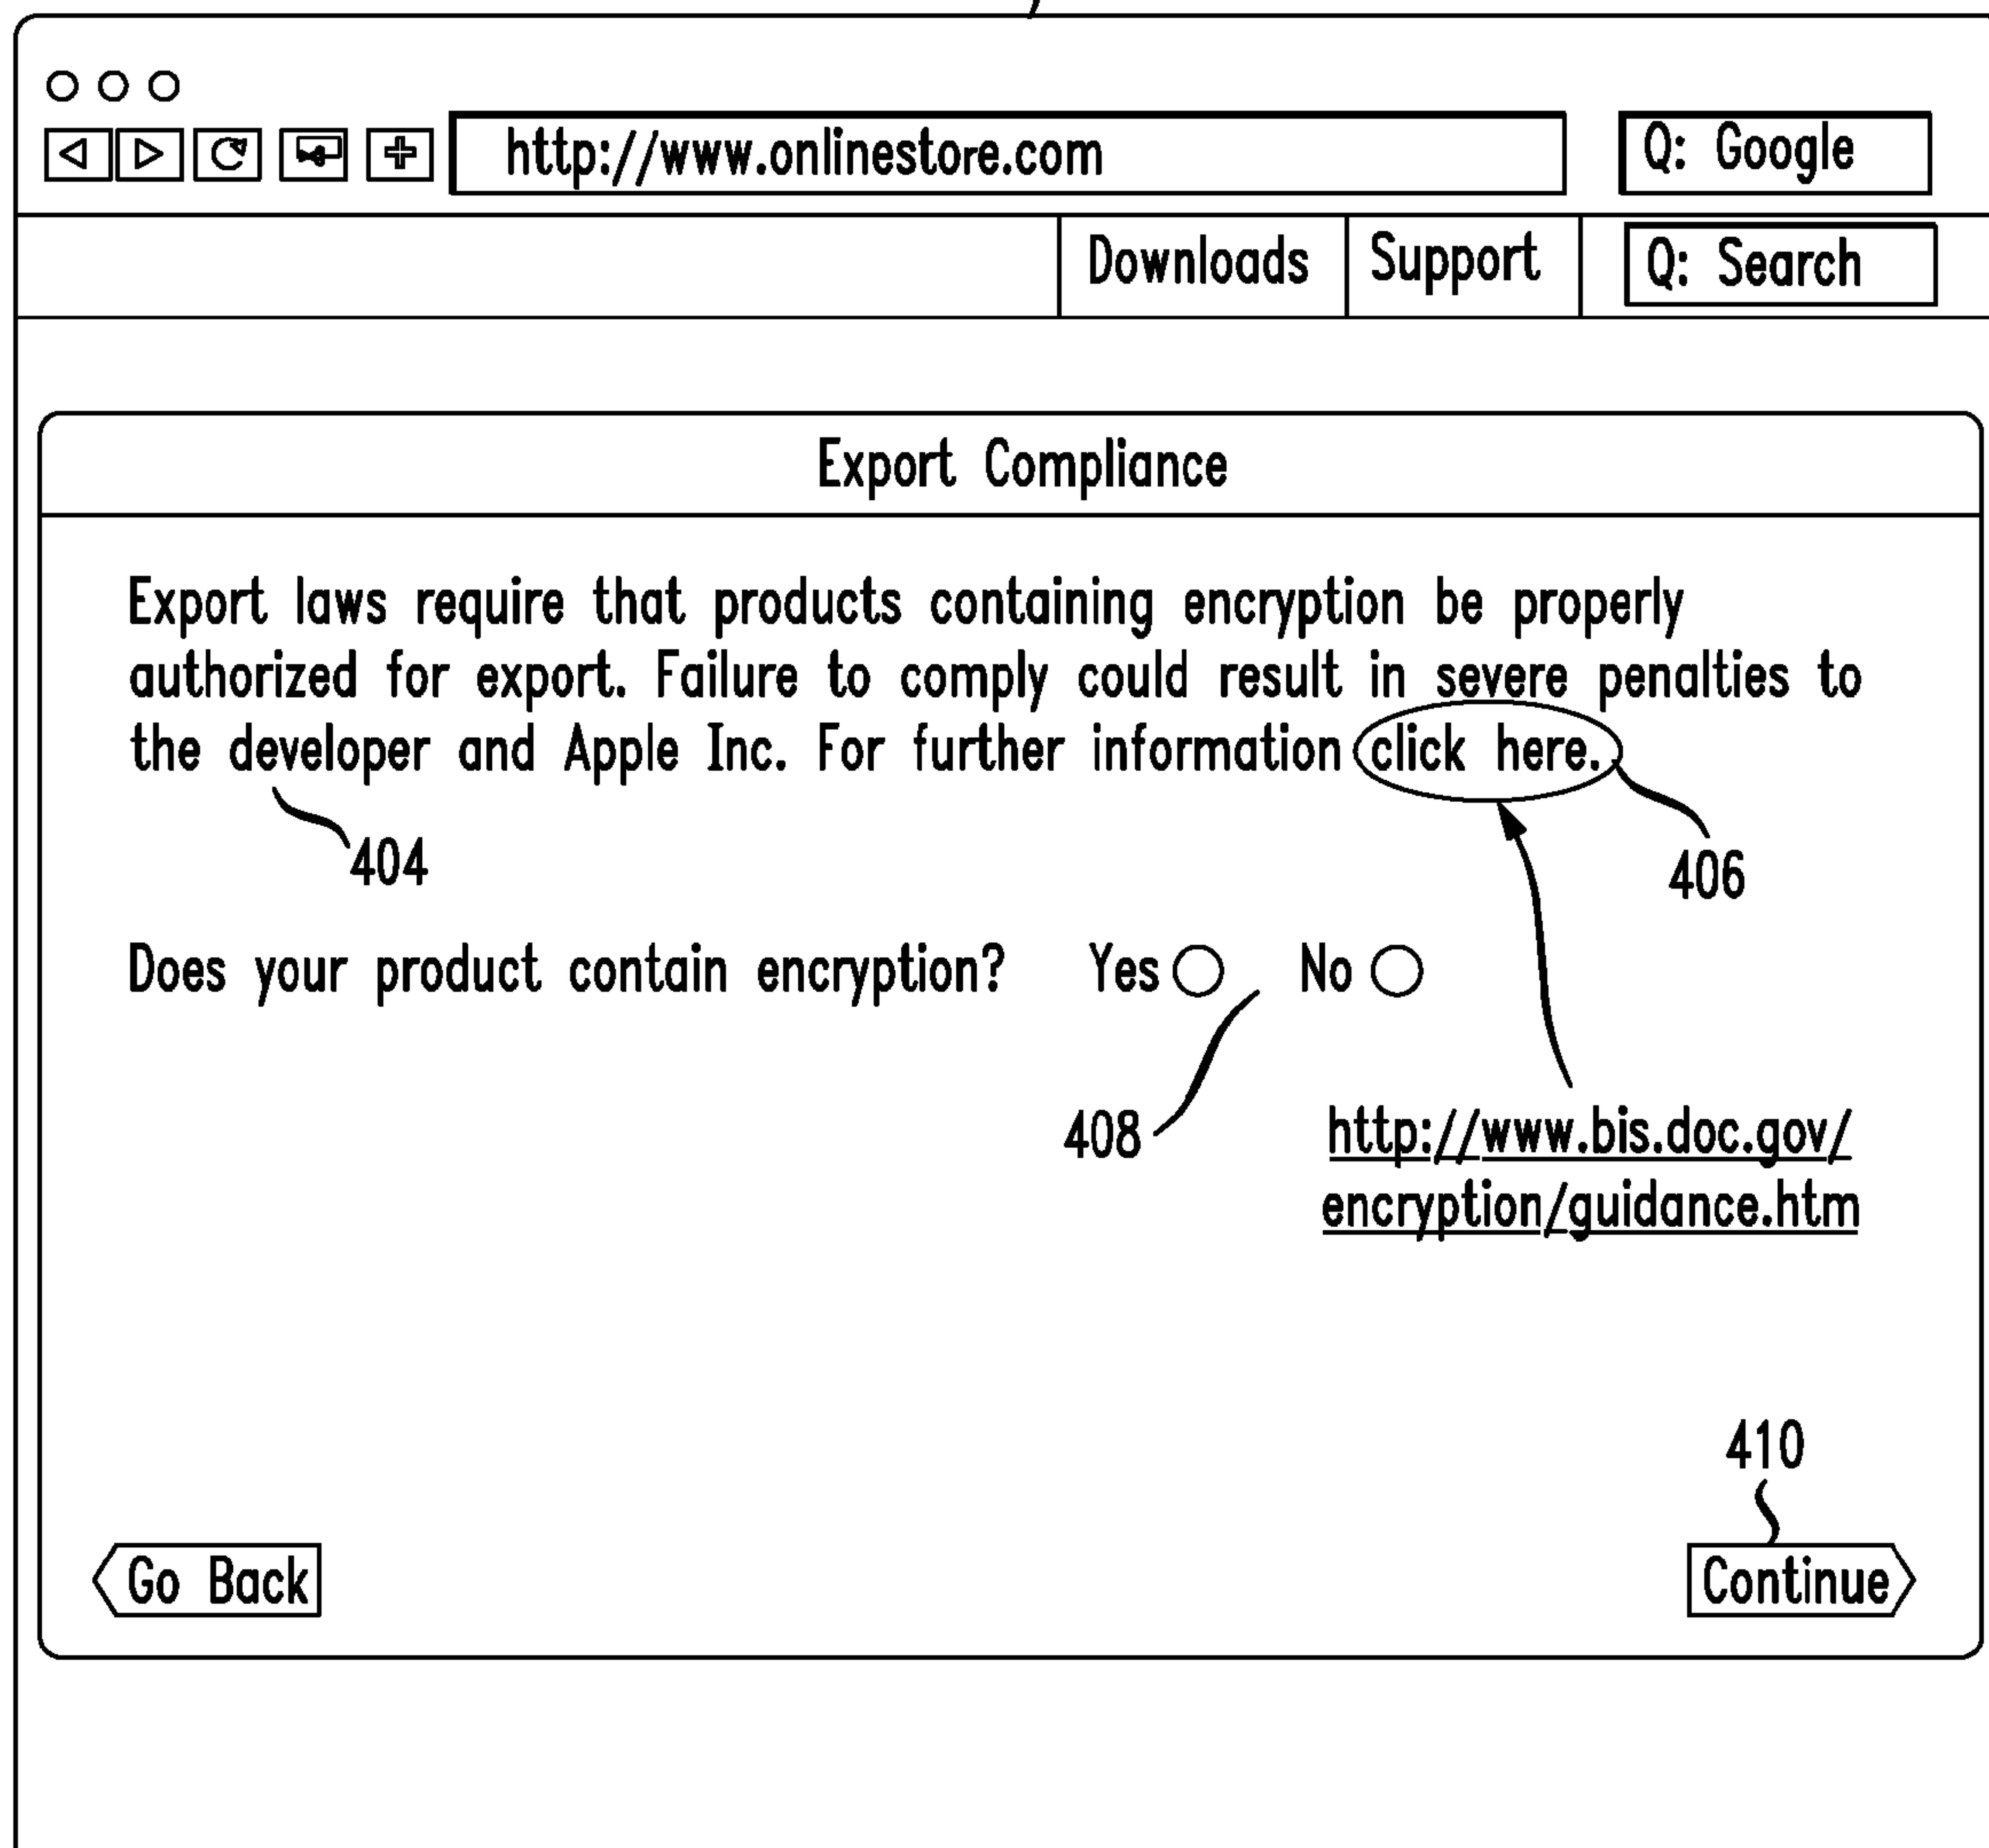 http://www.onlinestore.com
Q: Google
Downloads
Support
Q: Search
Export Compliance
Export laws require that products containing encryption be properly
authorized for export. Failure to comply could result in severe penalties to
the developer and Apple Inc. For further information click here.
404
406
Does your product contain encryption? Yes No
408
http://www.bis.doc.gov/
encryption/guidance.htm
410
Go Back
Continue